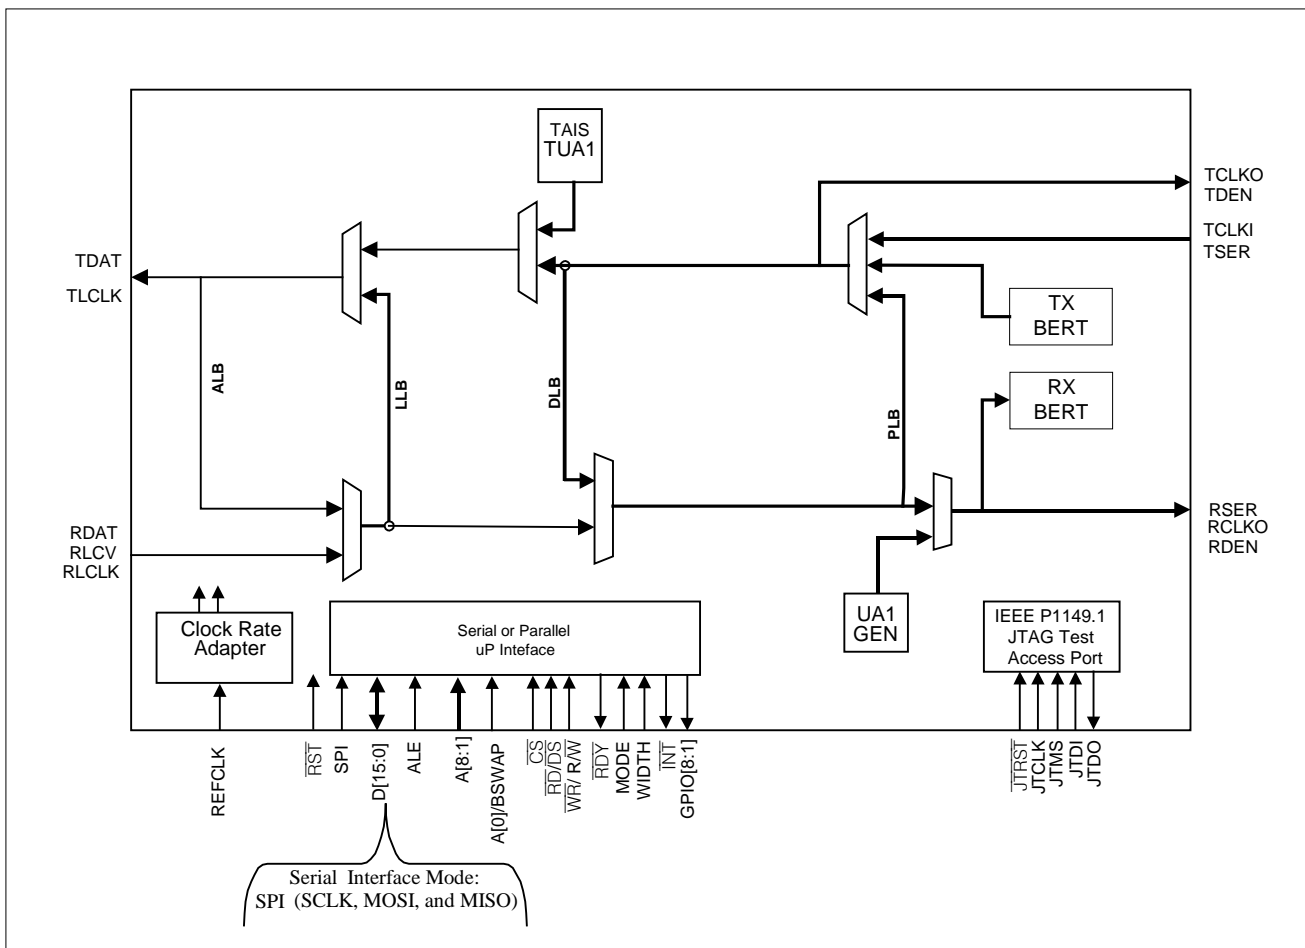 TAIS
TUA1
TCLKO
TDEN
TCLKI
TSER
TDAT
TLCLK
TX
BERT
ALB
LLB
DLB
PLB
RX
BERT
RDAT
RLCV
RLCLK
RSER
RCLKO
RDEN
Clock Rate
Adapter
Serial or Parallel
uP Inteface
UA1
GEN
IEEE P1149.1
JTAG Test
Access Port
REFCLK
RST
SPI
D[15:0]
ALE
A[8:1]
A[0]/BSWAP
CS
RD/DS
WR/ R/W
RDY
MODE
WIDTH
INT
GPIO[8:1]
JTRST
JTCLK
JTMS
JTDI
JTDO
Serial Interface Mode:
SPI (SCLK, MOSI, and MISO)